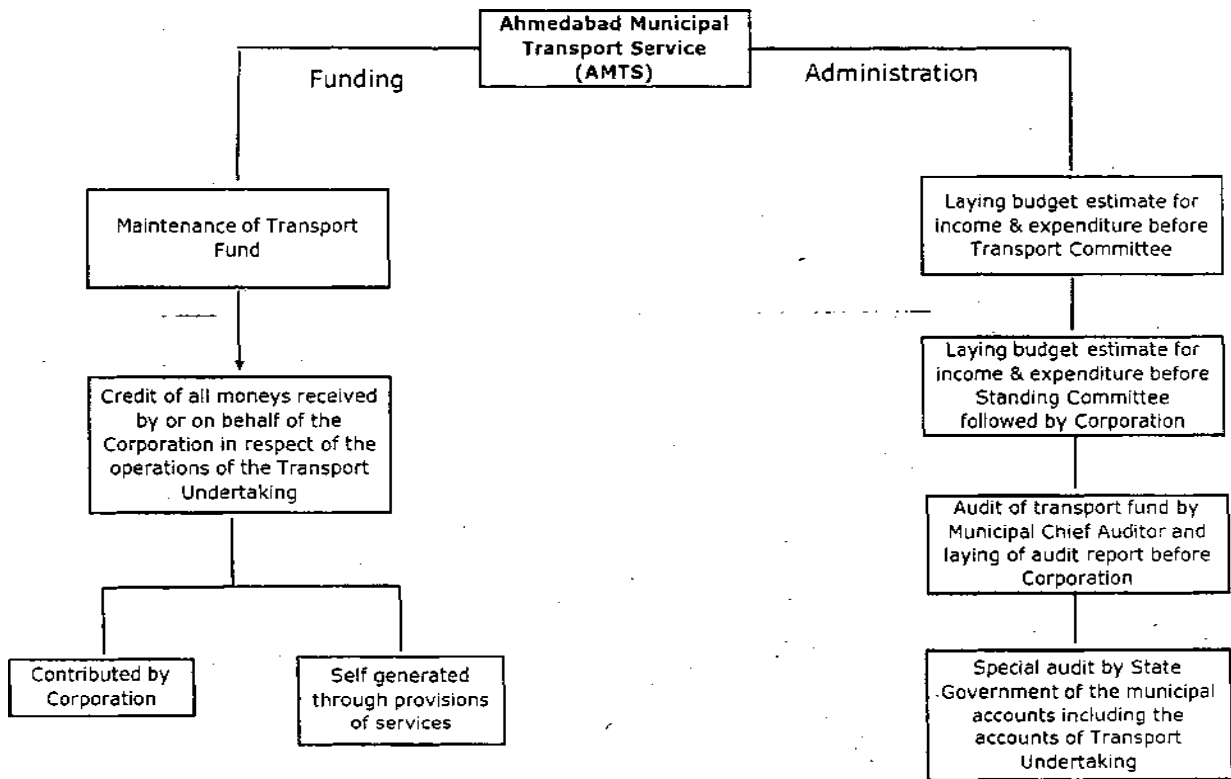 Ahmedabad Municipal
Transport Service
(AMTS)
Funding
Administration
Maintenance of Transport
Fund
Credit of all moneys received
by or on behalf of the
Corporation in respect of the
operations of the Transport
Undertaking
Contributed by
Corporation
Self generated
through provisions
of services
Laying budget estimate for
income & expenditure before
Transport Committee
Laying budget estimate for
income & expenditure before
Standing Committee
followed by Corporation
Audit of transport fund by
Municipal Chief Auditor and
laying of audit report before
Corporation
Special audit by State
Government of the municipal
accounts including the
accounts of Transport
Undertaking